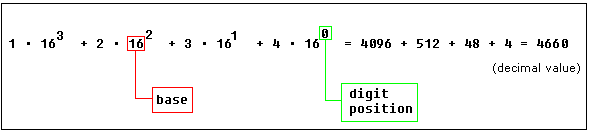 1 · 16³ + 2 · 16² + 3 · 16¹ + 4 · 16⁰ = 4096 + 512 + 48 + 4 = 4660
(decimal value)
base
digit
position